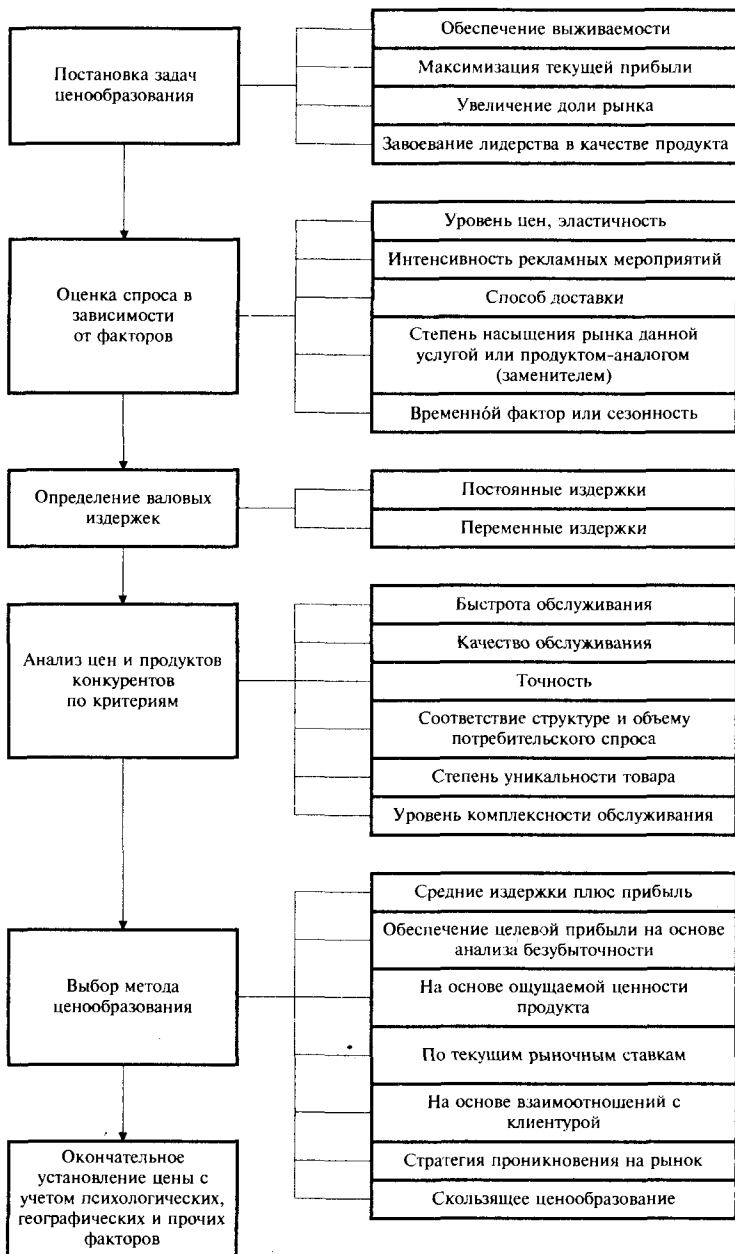 Постановка задач
ценообразования
Обеспечение выживаемости
Максимизация текущей прибыли
Увеличение доли рынка
Завоевание лидерства в качестве продукта
Оценка спроса в
зависимости
от факторов
Уровень цен, эластичность
Интенсивность рекламных мероприятий
Способ доставки
Степень насыщения рынка данной
услугой или продуктом-аналогом
(заменителем)
Временно́й фактор или сезонность
Определение валовых
издержек
Постоянные издержки
Переменные издержки
Анализ цен и продуктов
конкурентов
по критериям
Быстрота обслуживания
Качество обслуживания
Точность
Соответствие структуре и объему
потребительского спроса
Степень уникальности товара
Уровень комплексности обслуживания
Выбор метода
ценообразования
Средние издержки плюс прибыль
Обеспечение целевой прибыли на основе
анализа безубыточности
На основе ощущаемой ценности
продукта
По текущим рыночным ставкам
На основе взаимоотношений с
клиентурой
Стратегия проникновения на рынок
Скользящее ценообразование
Окончательное
установление цены с
учетом психологических,
географических и прочих
факторов